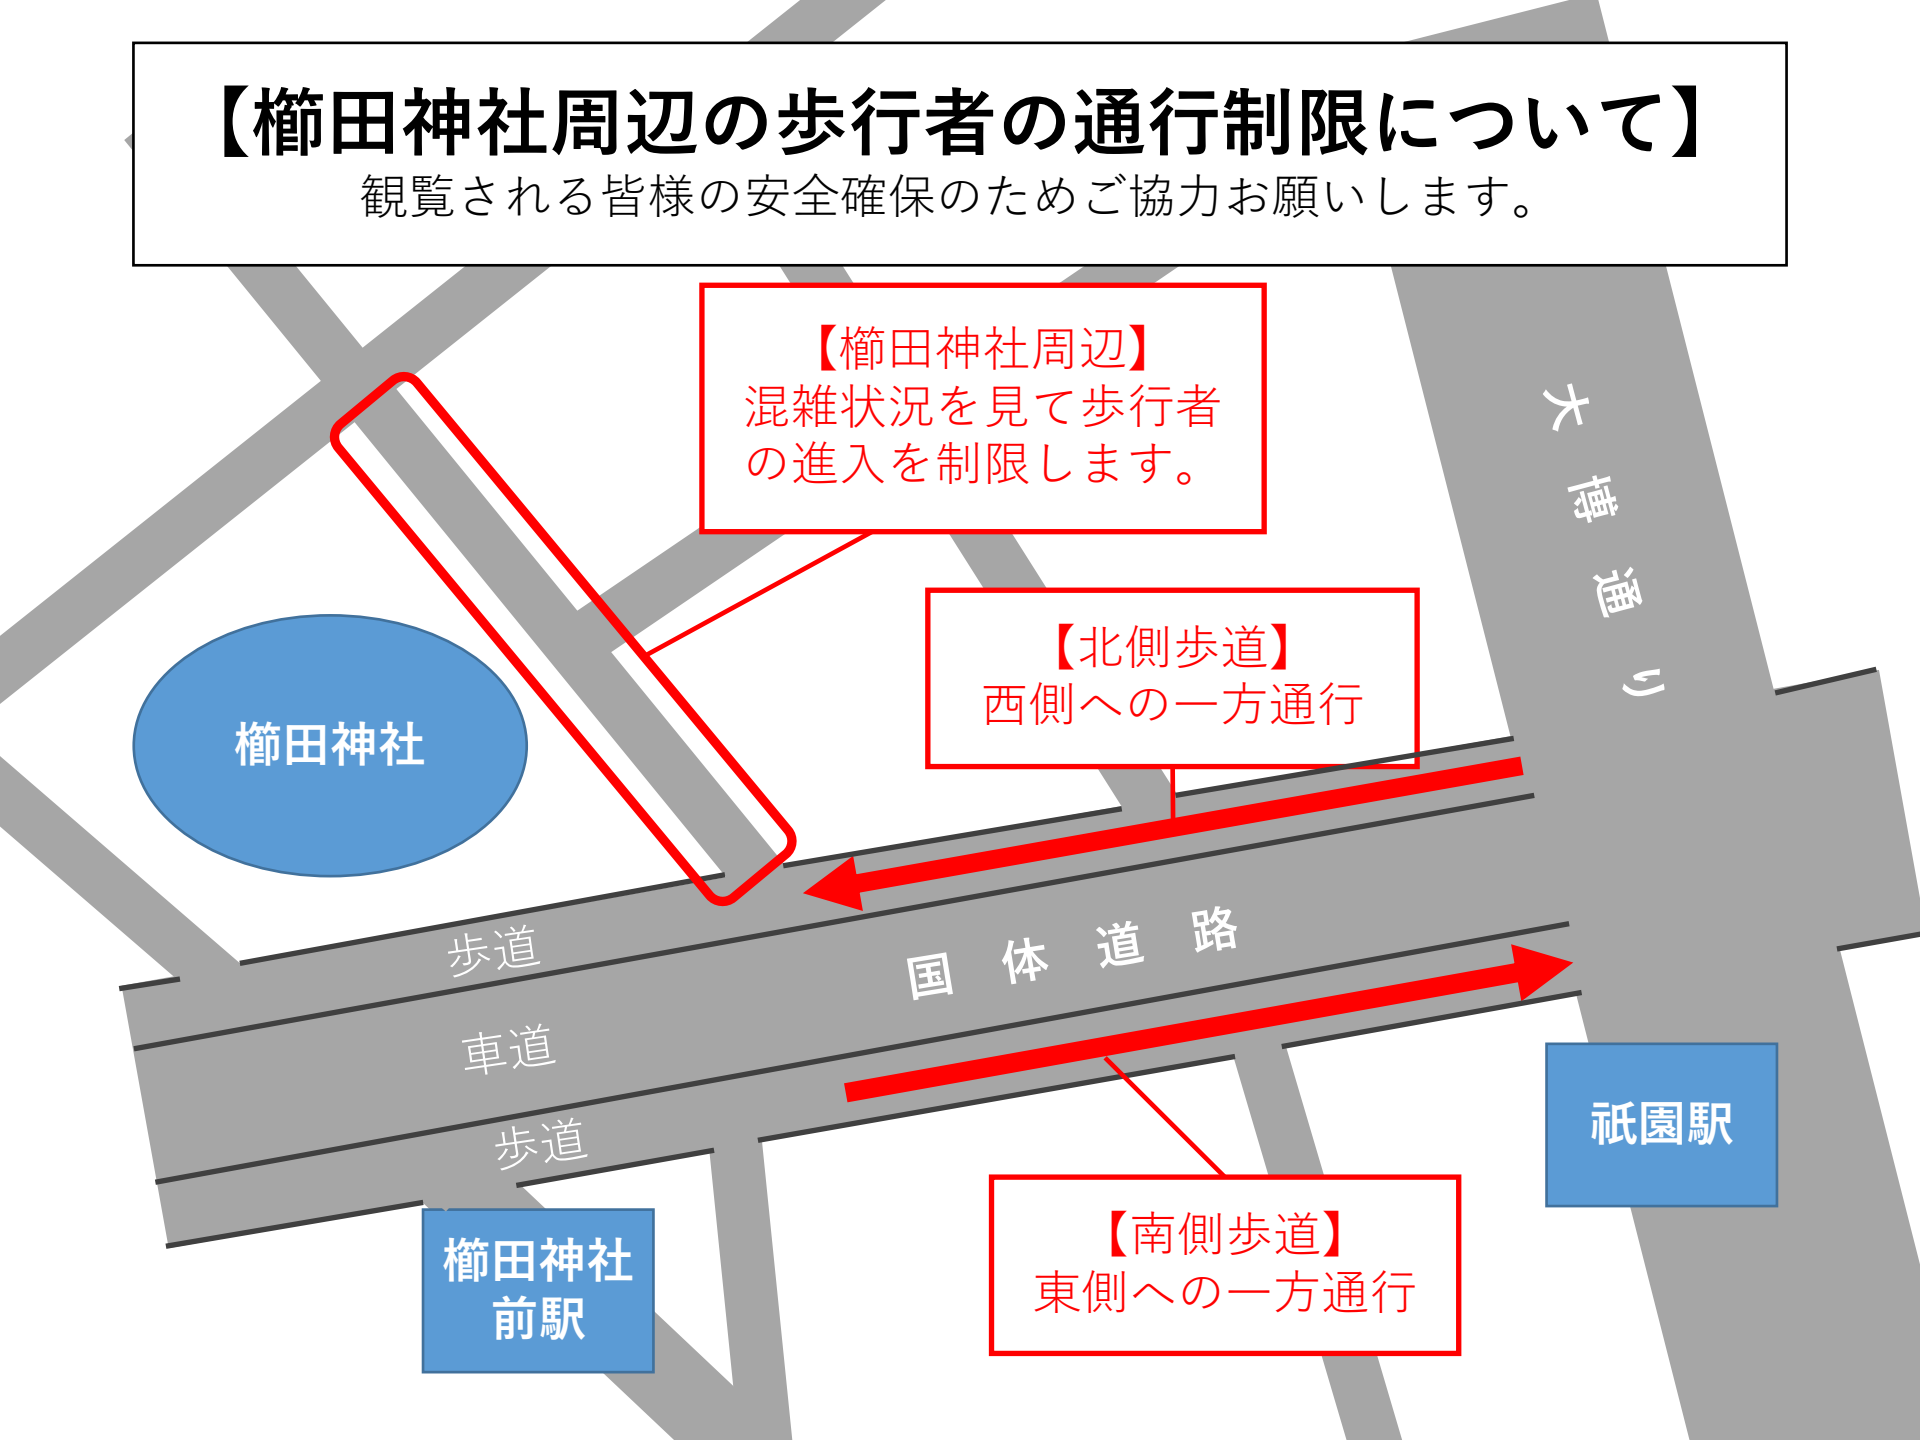 【櫛田神社周辺の歩行者の通行制限について】
観覧される皆様の安全確保のためご協力お願いします。
【櫛田神社周辺】
混雑状況を見て歩行者
の進入を制限します。
大博通り
【北側歩道】
西側への一方通行
櫛田神社
歩道
国体道路
車道
歩道
祇園駅
【南側歩道】
東側への一方通行
櫛田神社
前駅